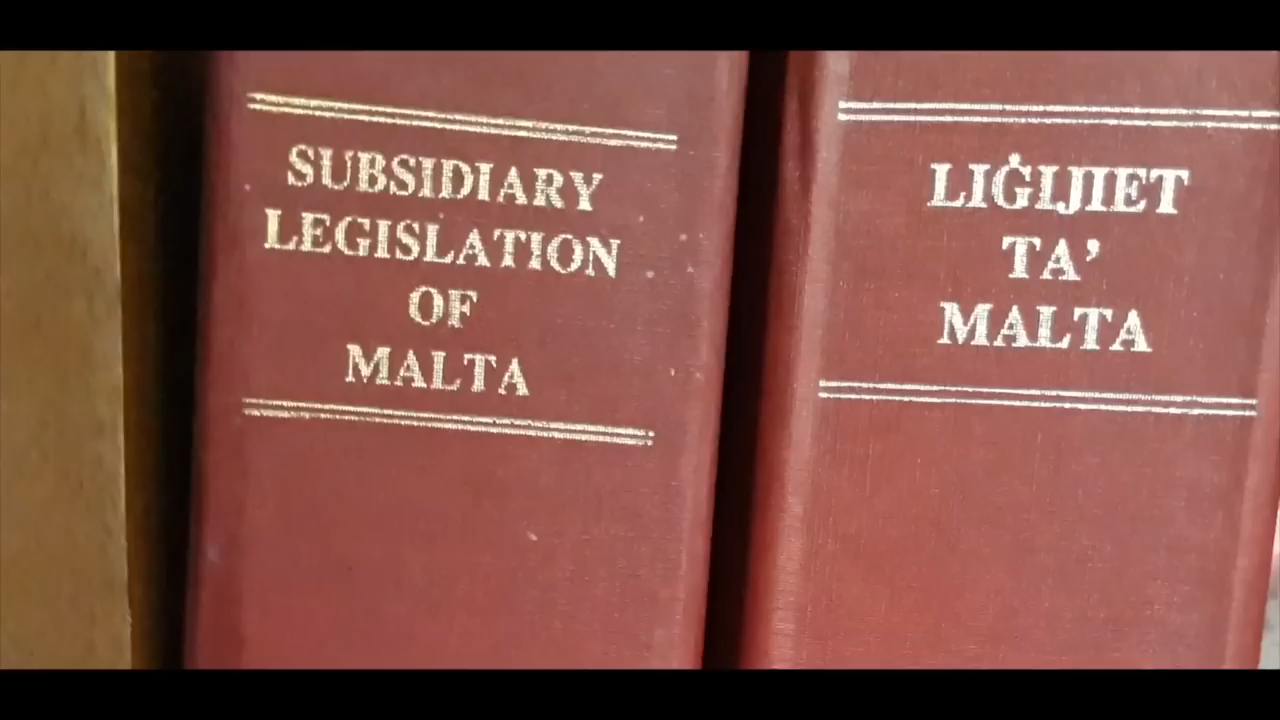 SUBSIDIARY
LEGISLATION
OF
MALTA
LIĠIJIET
TA'
MALTA